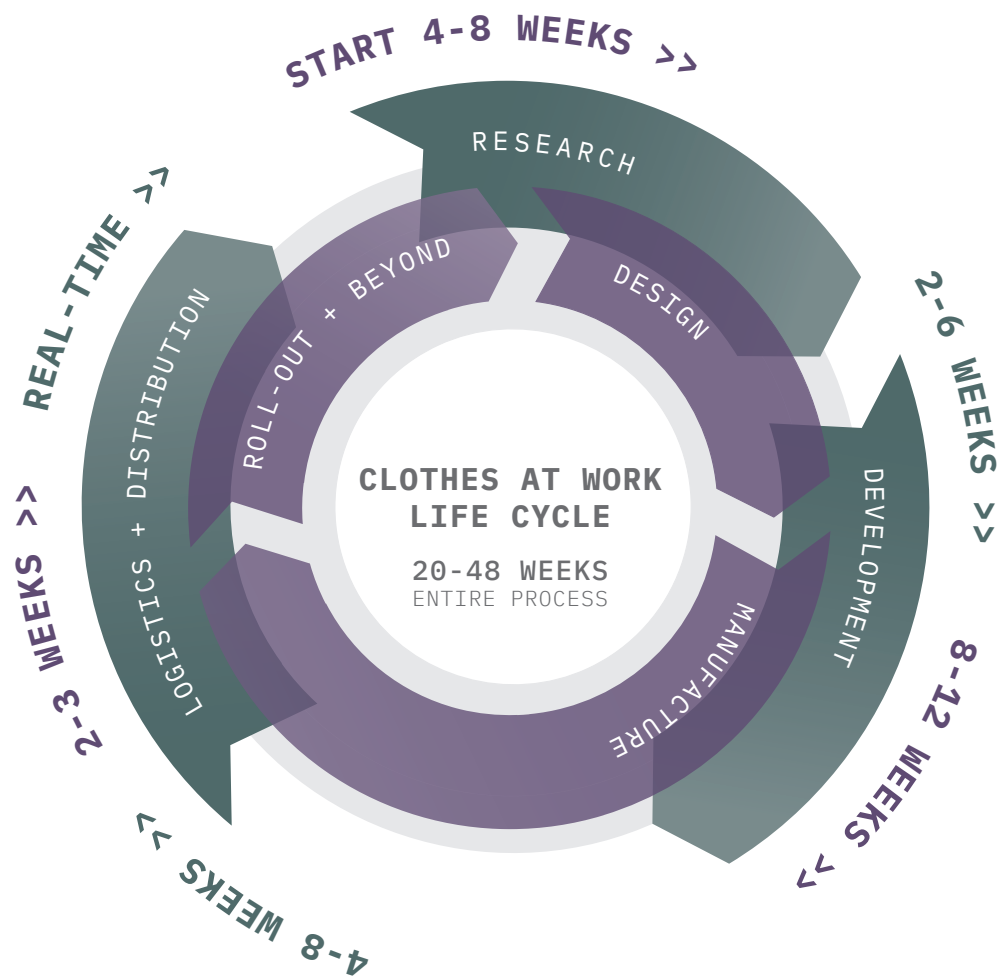 START 4-8 WEEKS >>
RESEARCH
DESIGN
2-6 WEEKS >>
DEVELOPMENT
8-12 WEEKS >>
MANUFACTURE
4-8 WEEKS >>
LOGISTICS + DISTRIBUTION
2-3 WEEKS >>
ROLL-OUT + BEYOND
REAL-TIME >>
CLOTHES AT WORK
LIFE CYCLE
20-48 WEEKS
ENTIRE PROCESS